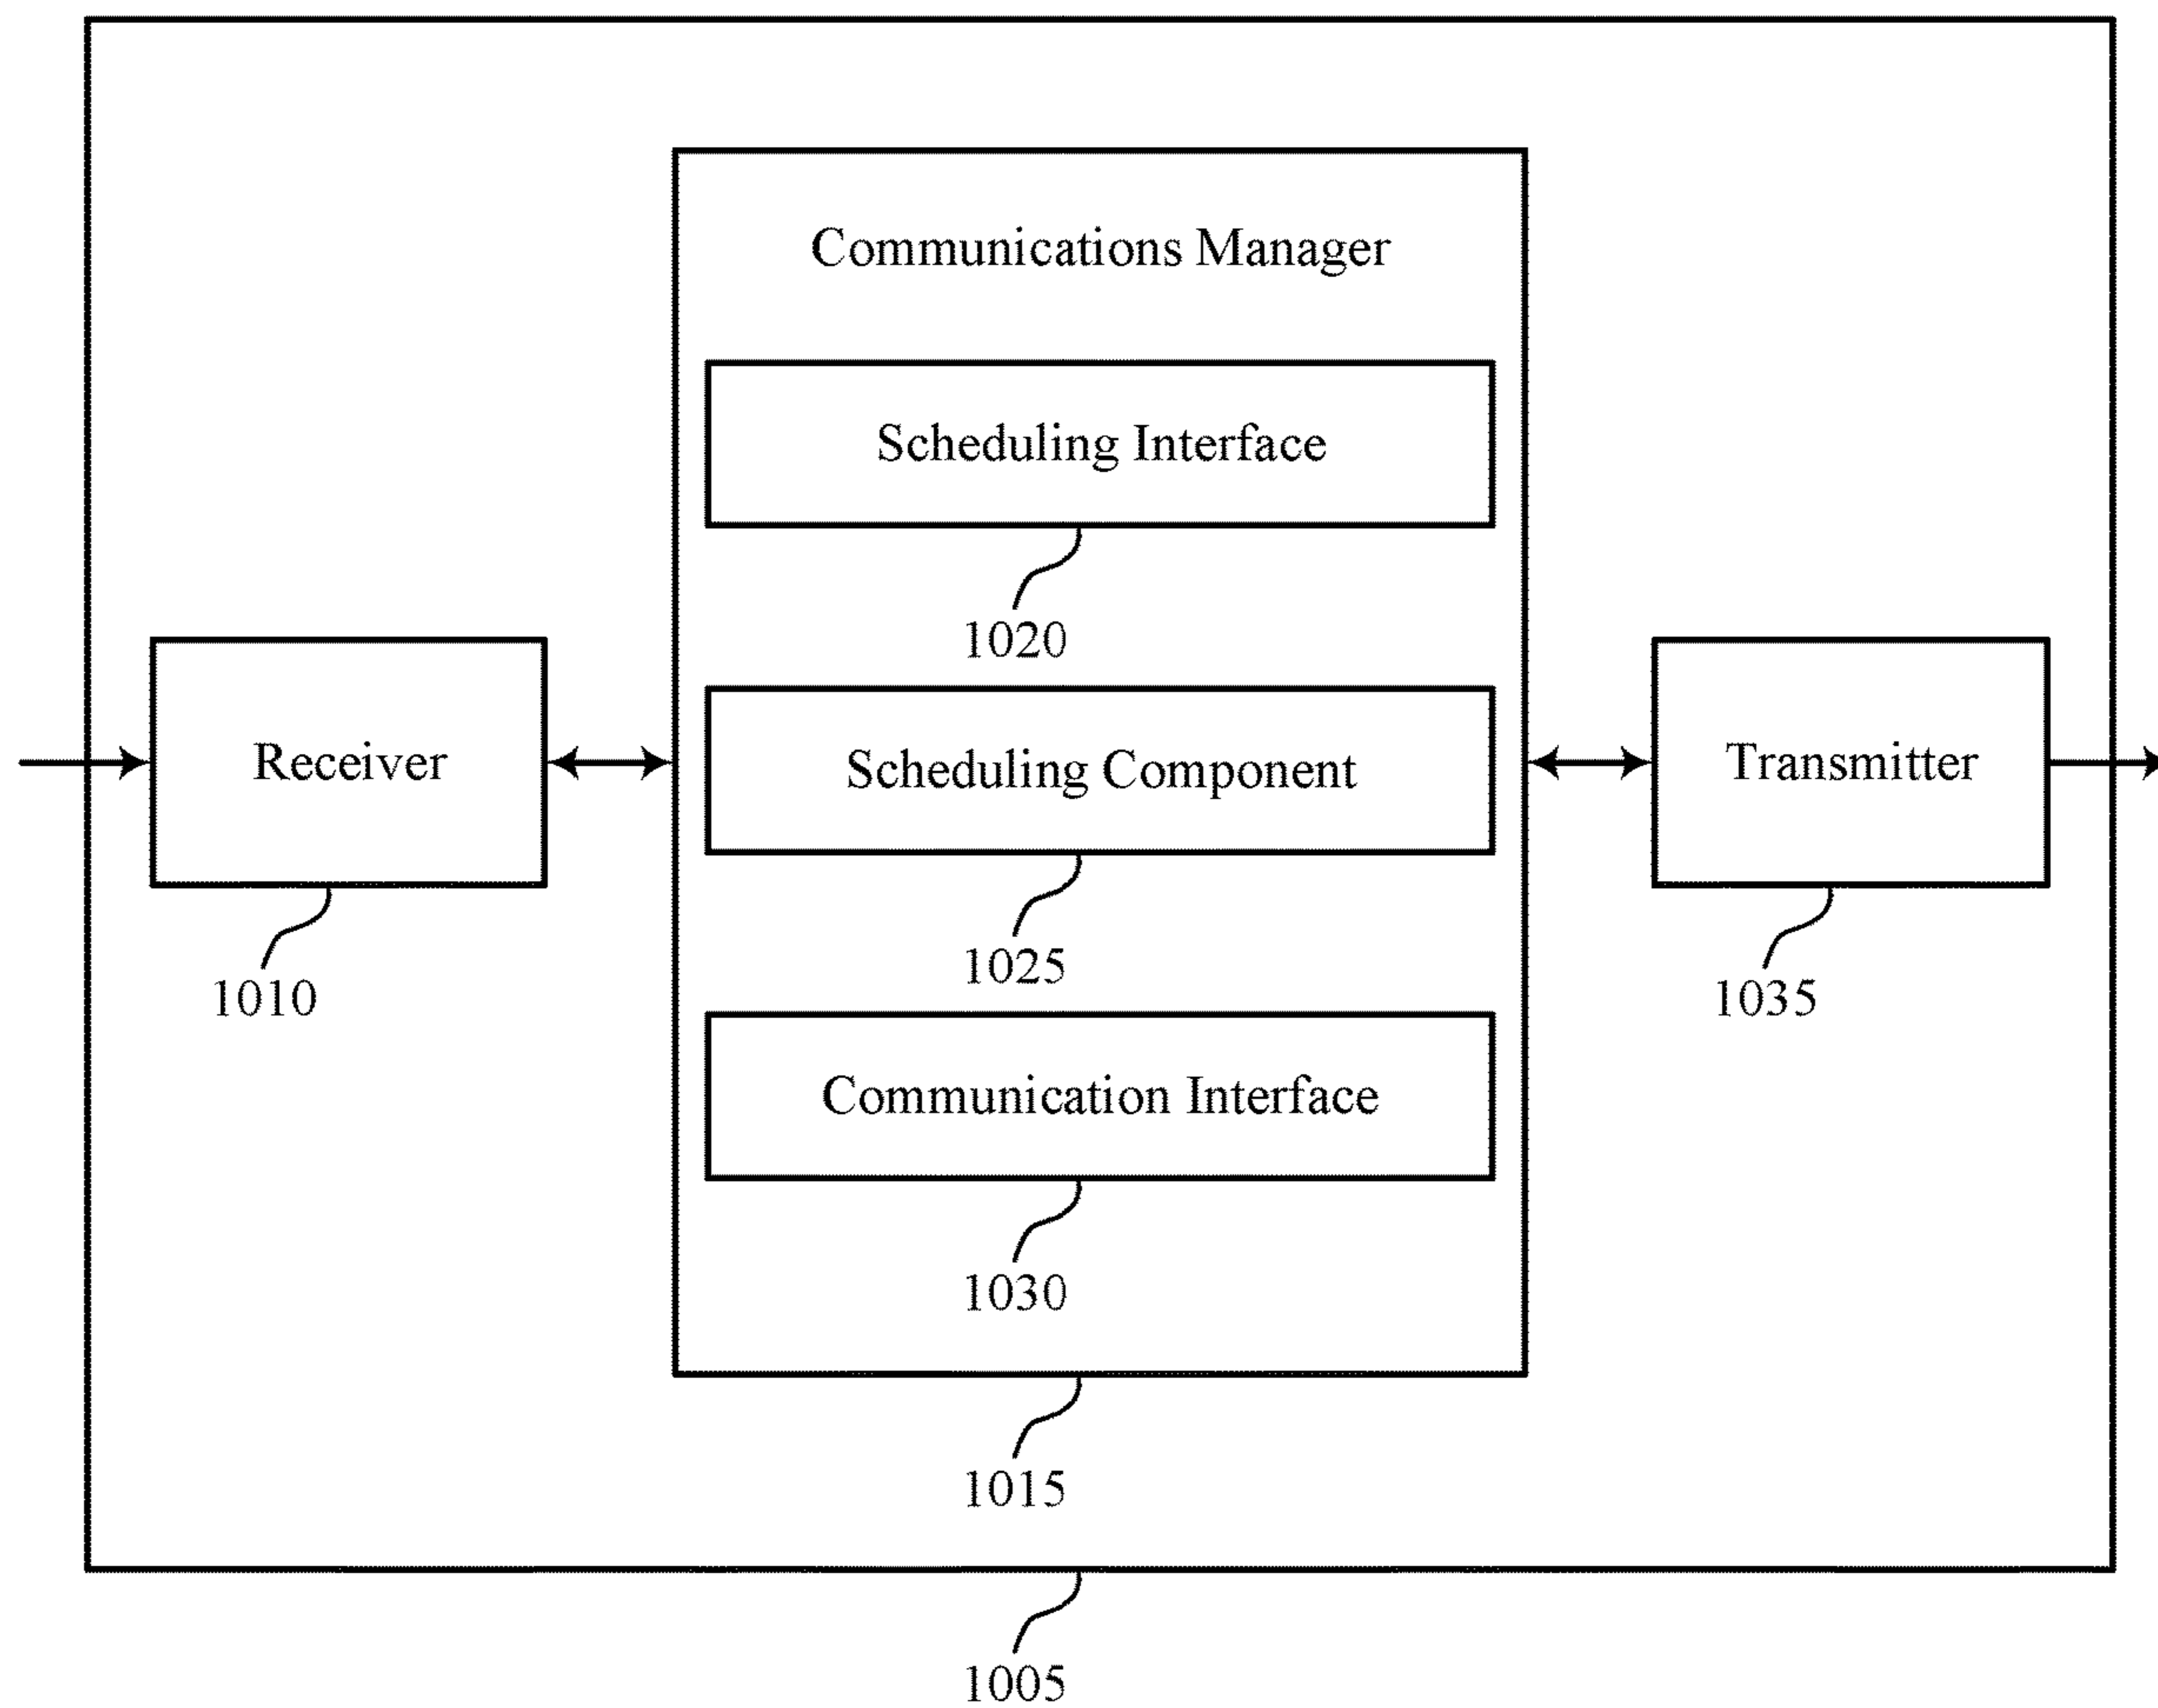 Communications Manager
Scheduling Interface
1020
Receiver
1010
Scheduling Component
1025
Transmitter
1035
Communication Interface
1030
1015
1005